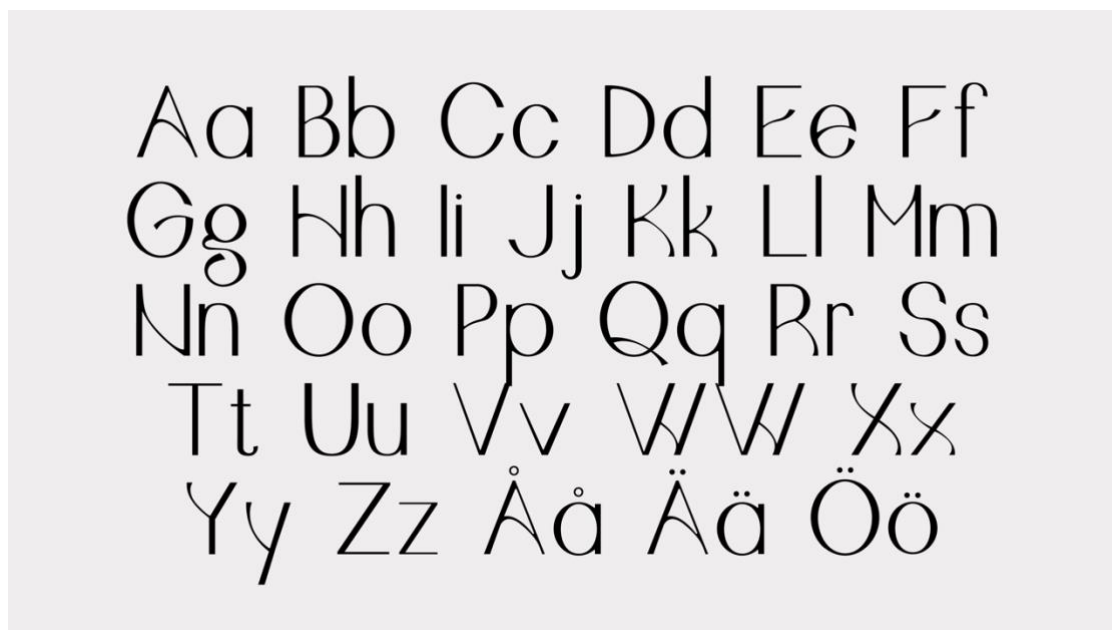 Aa Bb Cc Dd Ee Ff
Gg Hh Ii Jj Kk Ll Mm
Nn Oo Pp Qq Rr Ss
Tt Uu Vv WW Xx
Yy Zz Åå Ää Öö